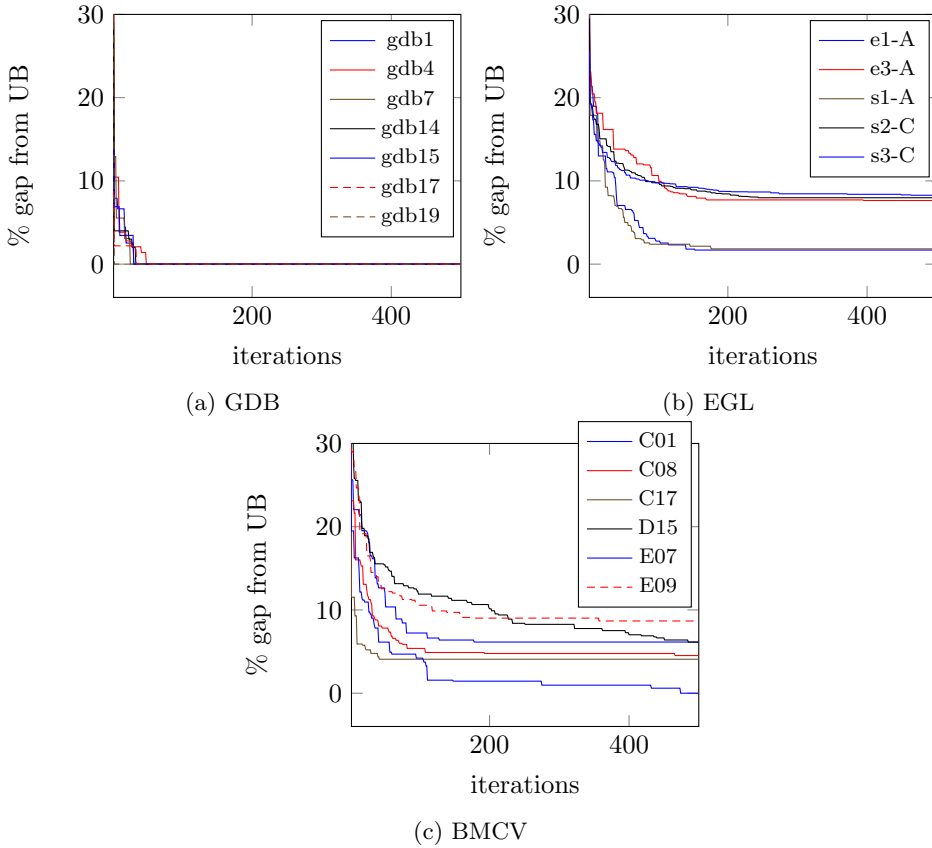 30
20
10
0
% gap from UB
200
400
iterations
gdb1
gdb4
gdb7
gdb14
gdb15
gdb17
gdb19
(a) GDB
30
20
10
0
% gap from UB
200
400
iterations
e1-A
e3-A
s1-A
s2-C
s3-C
(b) EGL
30
20
10
0
% gap from UB
200
400
iterations
C01
C08
C17
D15
E07
E09
(c) BMCV